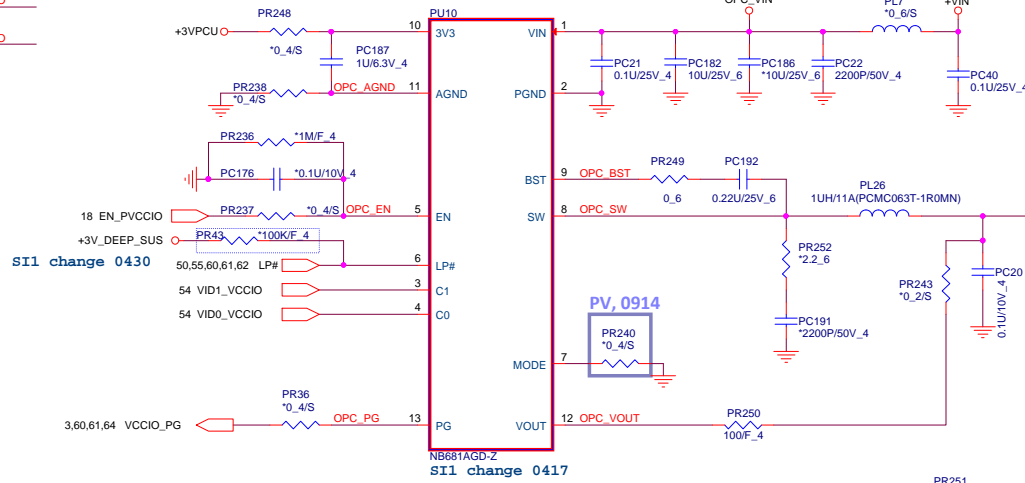 PR248
*0_4/S
+3VPCU
PC187
1U/6.3V_4
PR238
*0_4/S
OPC_AGND
PR236
*1M/F_4
PC176
*0.1U/10V_4
OPC_EN
18 EN_PVCCIO
PR237
*0_4/S
+3V_DEEP_SUS
PR43
*100K/F_4
SI1 change 0430
50,55,60,61,62 LP#
54 VID1_VCCIO
54 VID0_VCCIO
PR36
*0_4/S
3,60,61,64 VCCIO_PG
OPC_PG
PU10
10
3V3
11
AGND
5
EN
6
LP#
3
C1
4
C0
13
PG
VIN
1
PGND
2
BST
9
SW
8
MODE
7
VOUT
12
NB681AGD-Z
SI1 change 0417
OPC_VIN
PL7
*0_6/S
+VIN
PC21
0.1U/25V_4
PC182
10U/25V_6
PC186
*10U/25V_6
PC22
2200P/50V_4
PC40
0.1U/25V_4
OPC_BST
PR249
0_6
PC192
0.22U/25V_6
OPC_SW
PL26
1UH/11A(PCMC063T-1R0MN)
PR252
*2.2_6
PC191
*2200P/50V_4
PR243
*0_2/S
PC20
0.1U/10V_4
PV, 0914
PR240
*0_4/S
OPC_VOUT
PR250
100/F_4
PR251